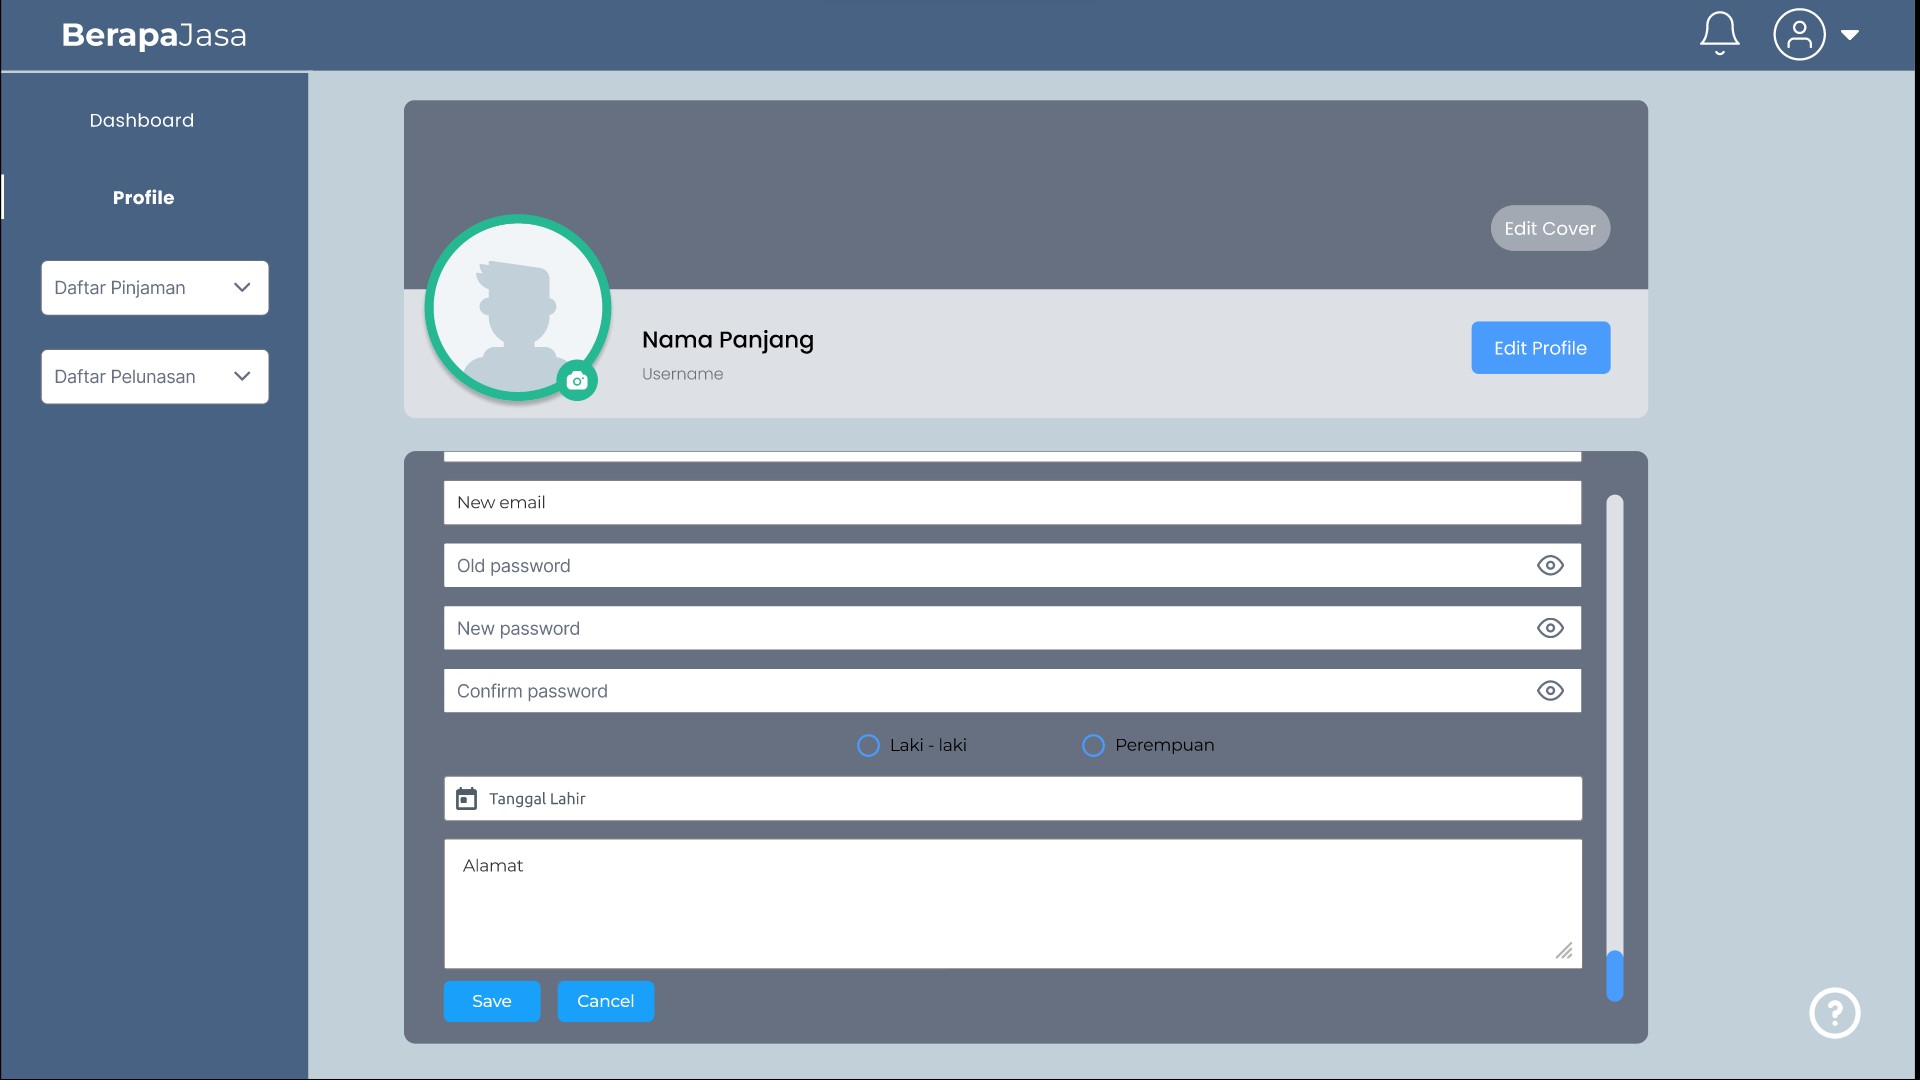 BerapaJasa
Dashboard
Profile
Daftar Pinjaman
Daftar Pelunasan
Edit Cover
Nama Panjang
Username
Edit Profile
New email
Old password
New password
Confirm password
Laki - laki
Perempuan
Tanggal Lahir
Alamat
Save
Cancel
?